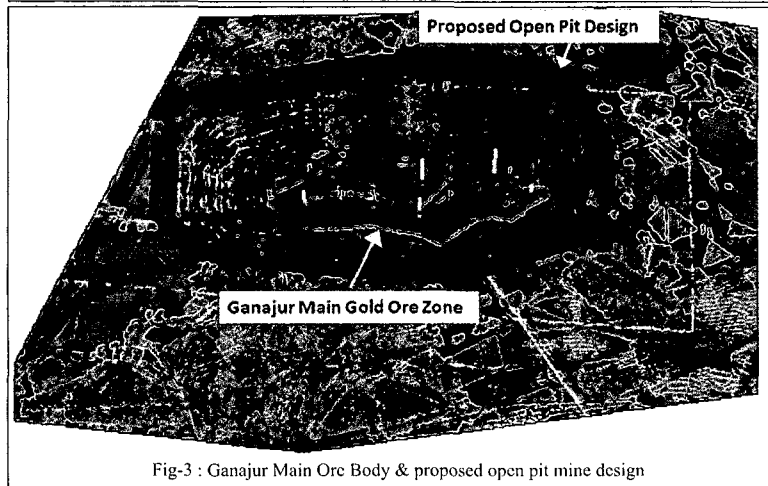 Proposed Open Pit Design
Ganajur Main Gold Ore Zone
Fig-3 : Ganajur Main Ore Body & proposed open pit mine design